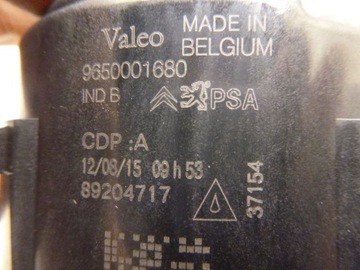 Valeo MADE IN
BELGIUM
9650001680
IND B PSA
CDP :A
12/08/15 09 h 53
89204717
37154